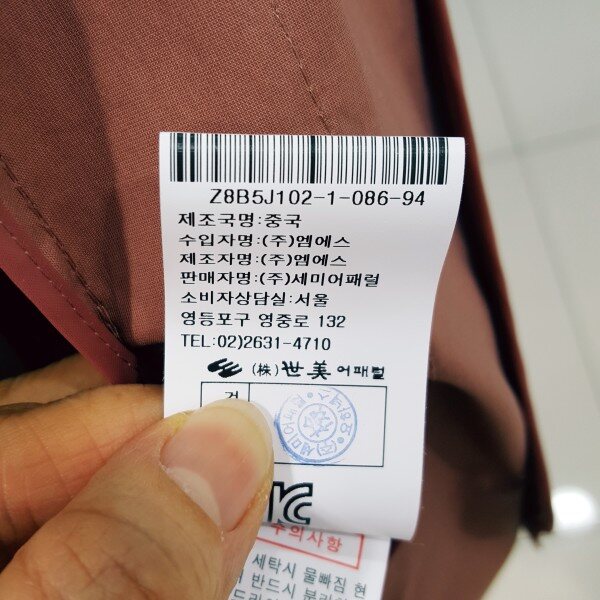 Z8B5J102-1-086-94
제조국명:중국
수입자명:(주)엠에스
제조자명:(주)엠에스
판매자명:(주)세미어패럴
소비자상담실:서울
영등포구 영중로 132
TEL:02)2631-4710
(株)世美 어패럴
수의사항
세탁시 물빠짐 현
반드시